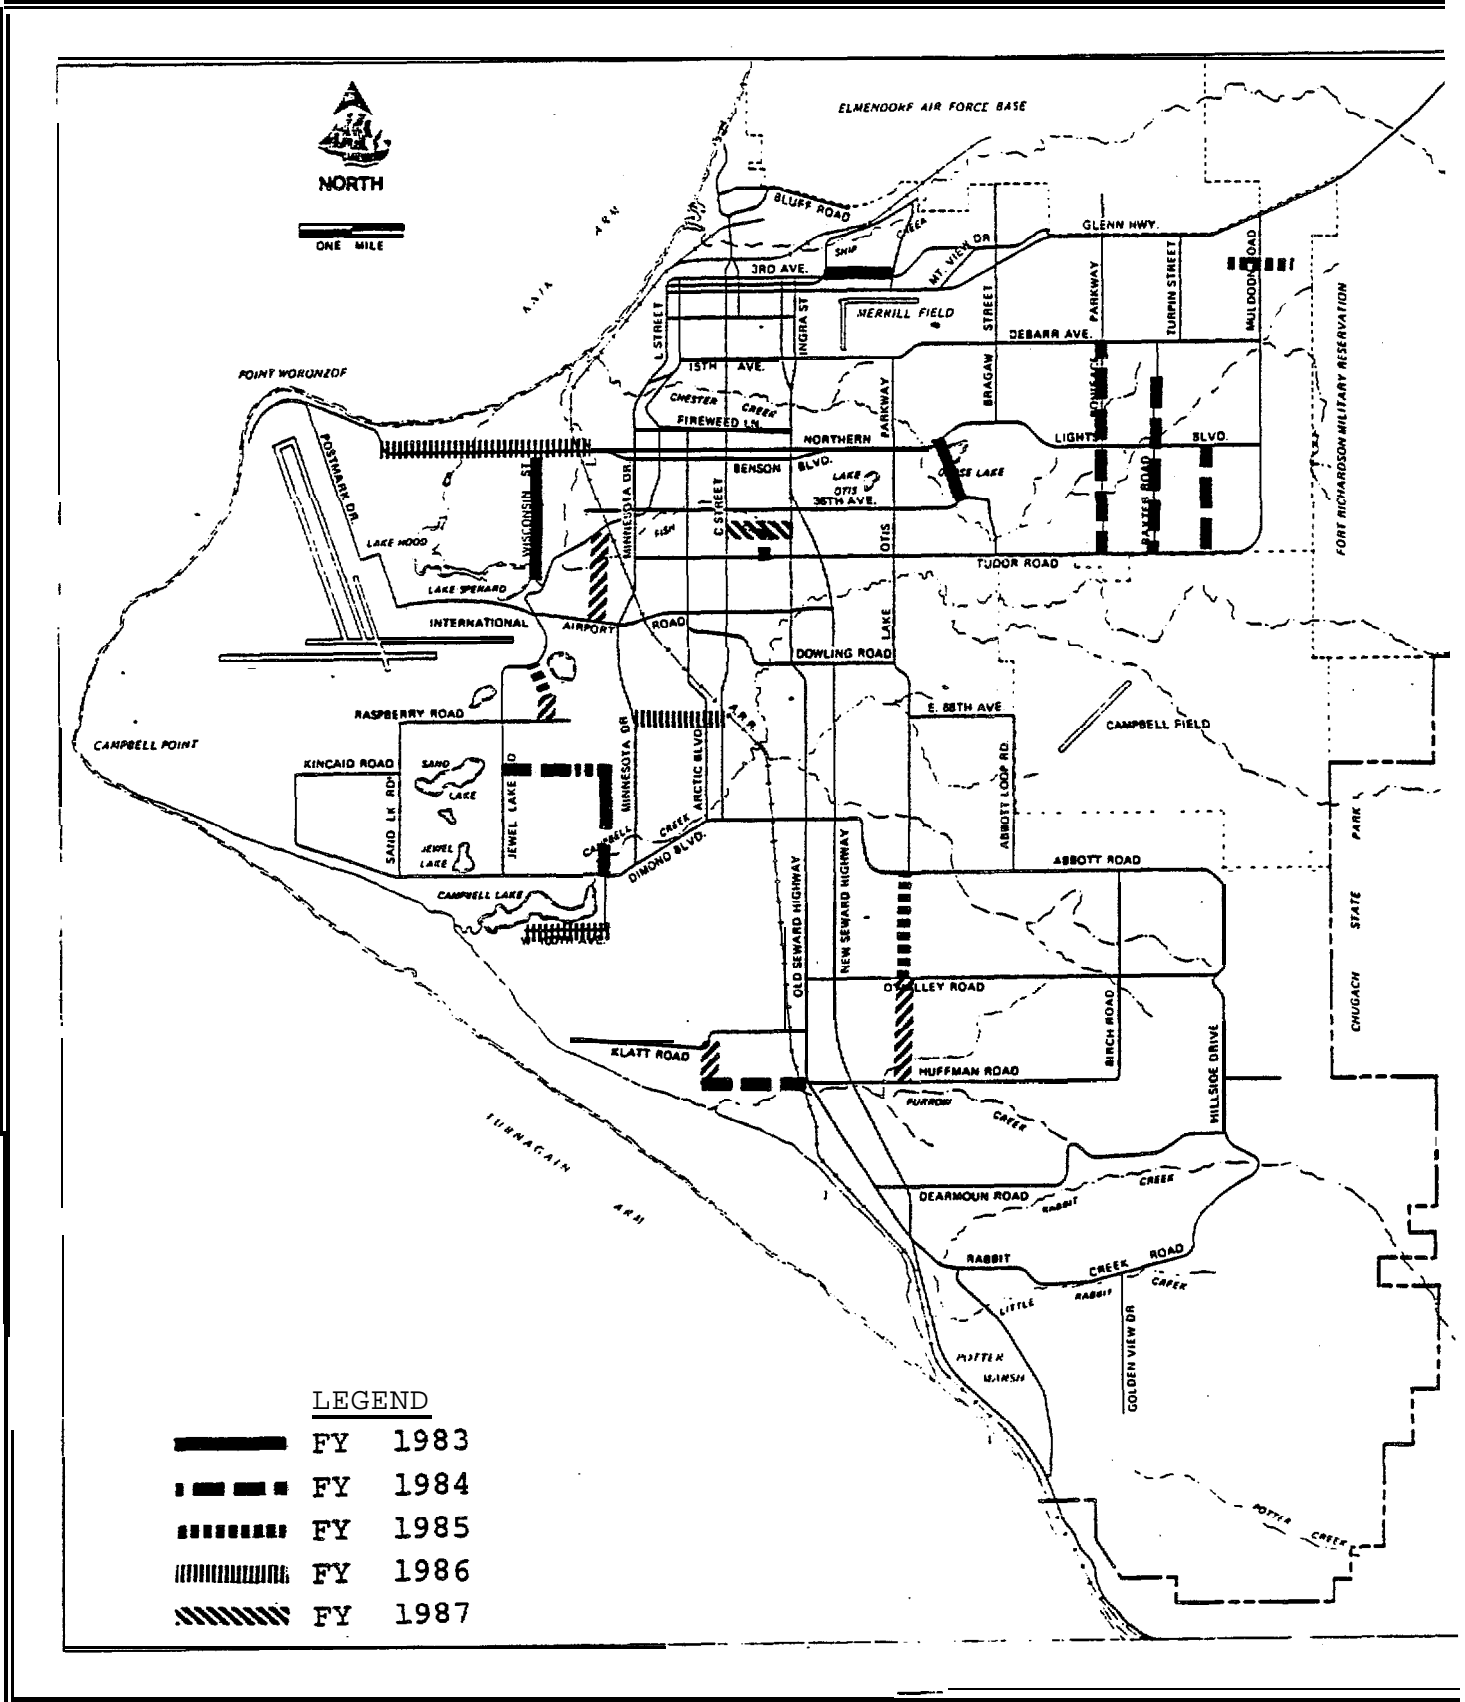 ELMENDORF AIR FORCE BASE
NORTH
ONE MILE
ARM
BLUFF ROAD
GLENN HWY.
SHIP
CREEK
MT. VIEW DR
3RD AVE.
L STREET
INGRA ST
MERRILL FIELD
STREET
BRAGAW
PARKWAY
TURPIN STREET
DEBARR AVE.
FORT RICHARDSON MILITARY RESERVATION
POINT WORONZOF
15TH AVE.
CHESTER CREEK
FIREWEED LN.
PARKWAY
POSTMARK DR.
NORTHERN
LIGHTS
BLVD.
BENSON BLVD.
WISCONSIN ST
MINNESOTA DR.
C STREET
LAKE
OTIS
36TH AVE.
BAXTER ROAD
FISH
LAKE HOOD
OTIS
TUDOR ROAD
LAKE SPENARD
INTERNATIONAL
AIRPORT
ROAD
LAKE
DOWLING ROAD
RASPBERRY ROAD
E. 68TH AVE
CAMPBELL FIELD
CAMPBELL POINT
A.R.R.
MINNESOTA DR
ARCTIC BLVD
KINCAID ROAD
SAND
LAKE
SAND LK RD
ABBOTT LOOP RD.
JEWEL
LAKE
CREEK
DIMOND BLVD.
ABBOTT ROAD
CAMPBELL LAKE
OLD SEWARD HIGHWAY
NEW SEWARD HIGHWAY
CHUGACH STATE PARK
BIRCH ROAD
HILLSIDE DRIVE
KLATT ROAD
HUFFMAN ROAD
FURROW
CREEK
TURNAGAIN
ARM
DEARMOUN ROAD
RABBIT
CREEK
RABBIT
CREEK ROAD
LITTLE
RABBIT
CREEK
GOLDEN VIEW DR
POTTER
MARSH
POTTER
CREEK
LEGEND
FY 1983
FY 1984
FY 1985
FY 1986
FY 1987